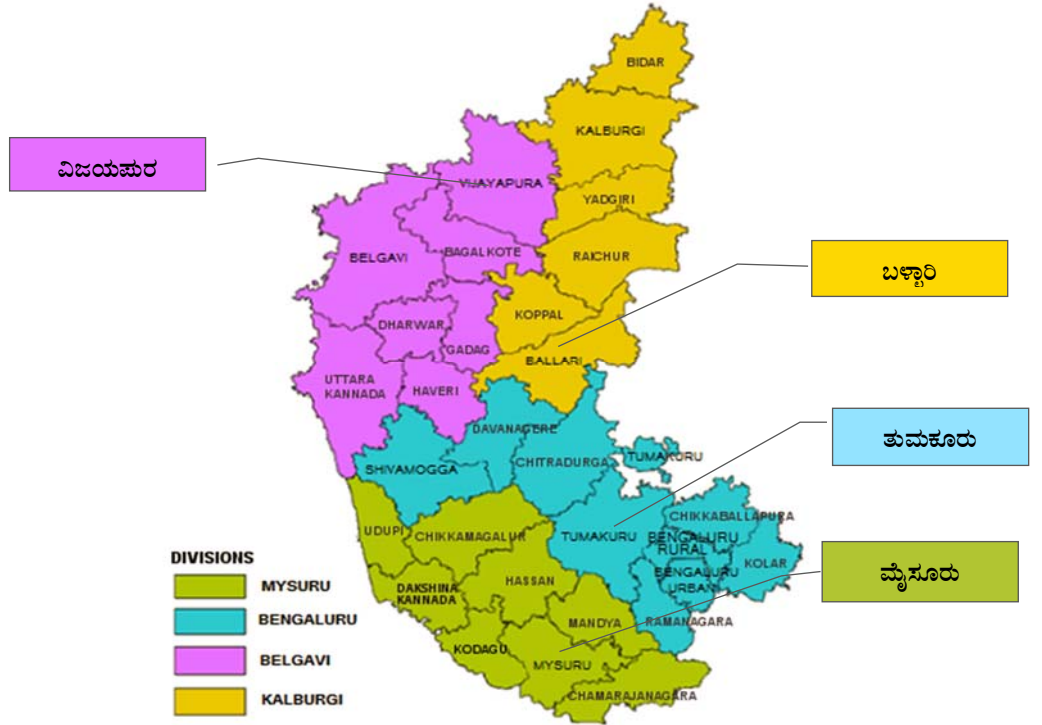 BIDAR
KALBURGI
ವಿಜಯಪುರ
VIJAYAPURA
YADGIRI
BAGALKOTE
BELGAVI
RAICHUR
ಬಳ್ಳಾರಿ
KOPPAL
DHARWAR
GADAG
BALLARI
UTTARA
KANNADA
HAVERI
DAVANAGERE
ತುಮಕೂರು
SHIVAMOGGA
CHITRADURGA
TUMAKURU
CHIKKABALLAPURA
UDUPI
CHIKKAMAGALUR
TUMAKURU
BENGALURU
RURAL
KOLAR
DIVISIONS
BENGALURU
URBAN
ಮೈಸೂರು
HASSAN
MYSURU
DAKSHINA
KANNADA
BENGALURU
MANDYA
RAMANAGARA
KODAGU
BELGAVI
MYSURU
CHAMARAJANAGARA
KALBURGI